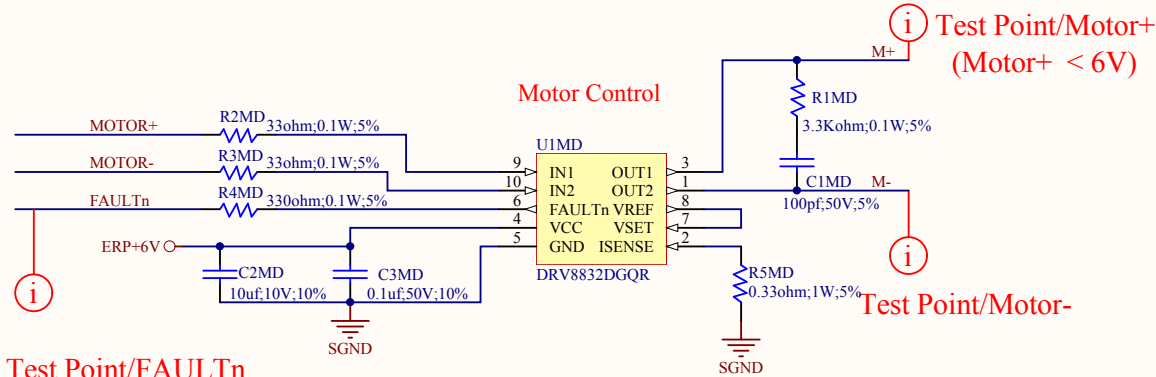 i Test Point/Motor+
(Motor+ < 6V)
M+
Motor Control
R1MD
3.3Kohm;0.1W;5%
MOTOR+ R2MD 33ohm;0.1W;5%
U1MD
MOTOR- R3MD 33ohm;0.1W;5%
9 IN1 OUT1 3
10 IN2 OUT2 1
C1MD M-
100pf;50V;5%
FAULTn R4MD 330ohm;0.1W;5%
6 FAULTn VREF 8
4 VCC VSET 7
5 GND ISENSE 2
ERP+6V
DRV8832DGQR
C2MD
10uf;10V;10%
C3MD
0.1uf;50V;10%
R5MD
0.33ohm;1W;5%
i
i
Test Point/Motor-
SGND
SGND
Test Point/FAULTn